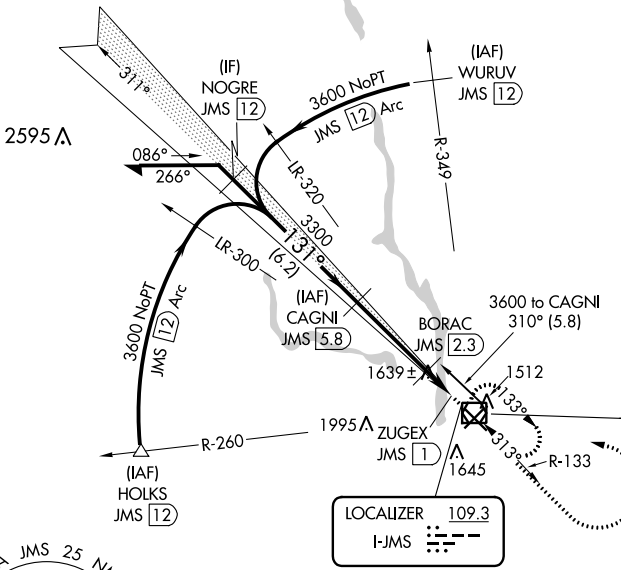 (IF)
NOGRE
JMS 12
(IAF)
WURUV
JMS 12
311°
3600 NoPT
JMS 12 Arc
2595
086°
266°
LR-320
R-349
LR-300
3300
131°
(6.2)
3600 NoPT
JMS 12 Arc
(IAF)
CAGNI
JMS 5.8
BORAC
JMS 2.3
3600 to CAGNI
310° (5.8)
1639±
1512
133°
1995
ZUGEX
JMS 1
313°
R-133
1645
R-260
(IAF)
HOLKS
JMS 12
LOCALIZER 109.3
I-JMS
JMS 25 N